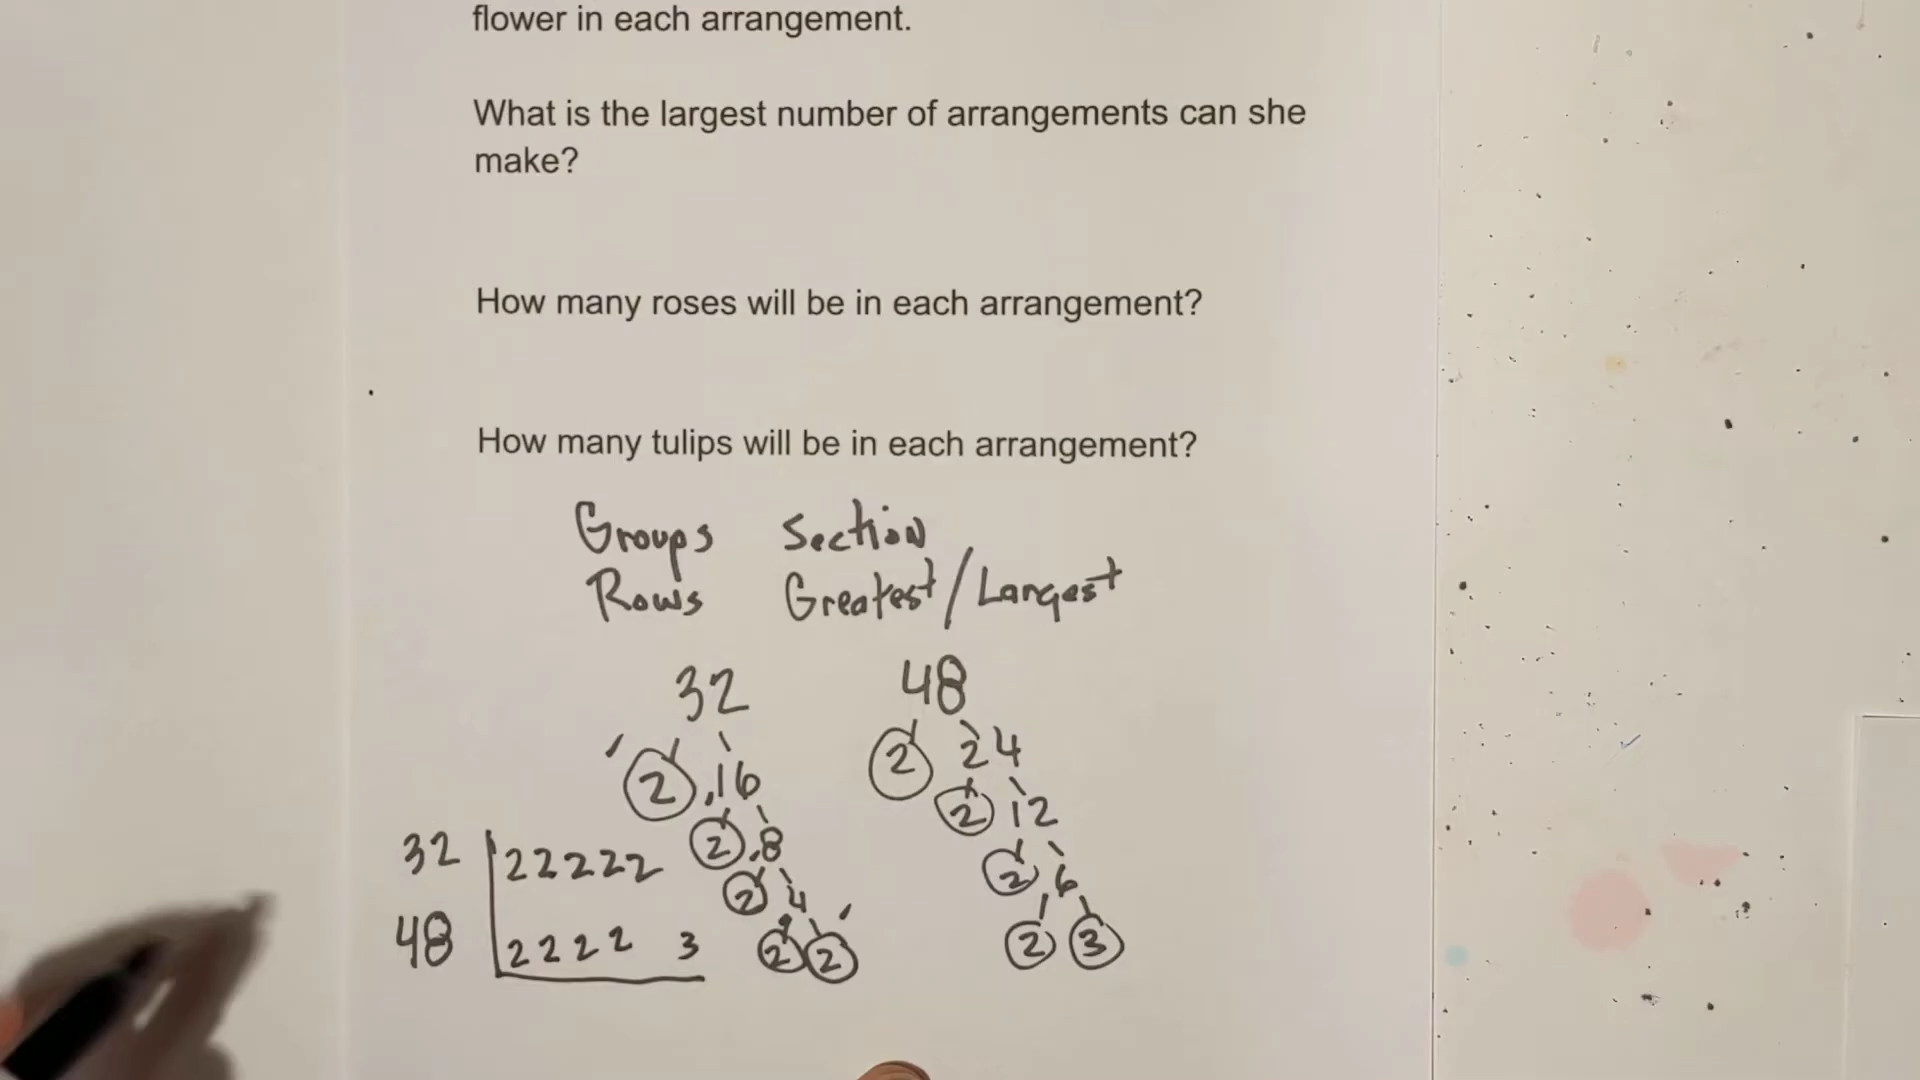 flower in each arrangement.
What is the largest number of arrangements can she
make?
How many roses will be in each arrangement?
How many tulips will be in each arrangement?
Groups Section
Rows Greatest/Largest
32 48
2 24
2 16
2 12
32 22222 2 8
2 6
2 4
48 2222 3 2 2 2 3